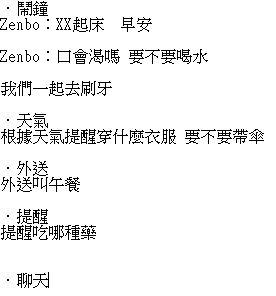 ·鬧鐘
Zenbo：XX起床　早安
Zenbo：口會渴嗎 要不要喝水
我們一起去刷牙
·天氣
根據天氣提醒穿什麼衣服 要不要帶傘
·外送
外送叫午餐
·提醒
提醒吃哪種藥
·聊天